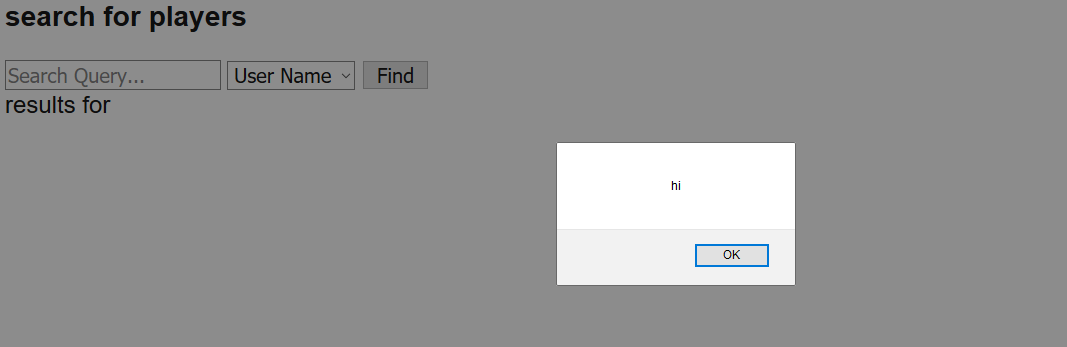 search for players
Search Query... User Name Find
results for
hi
OK